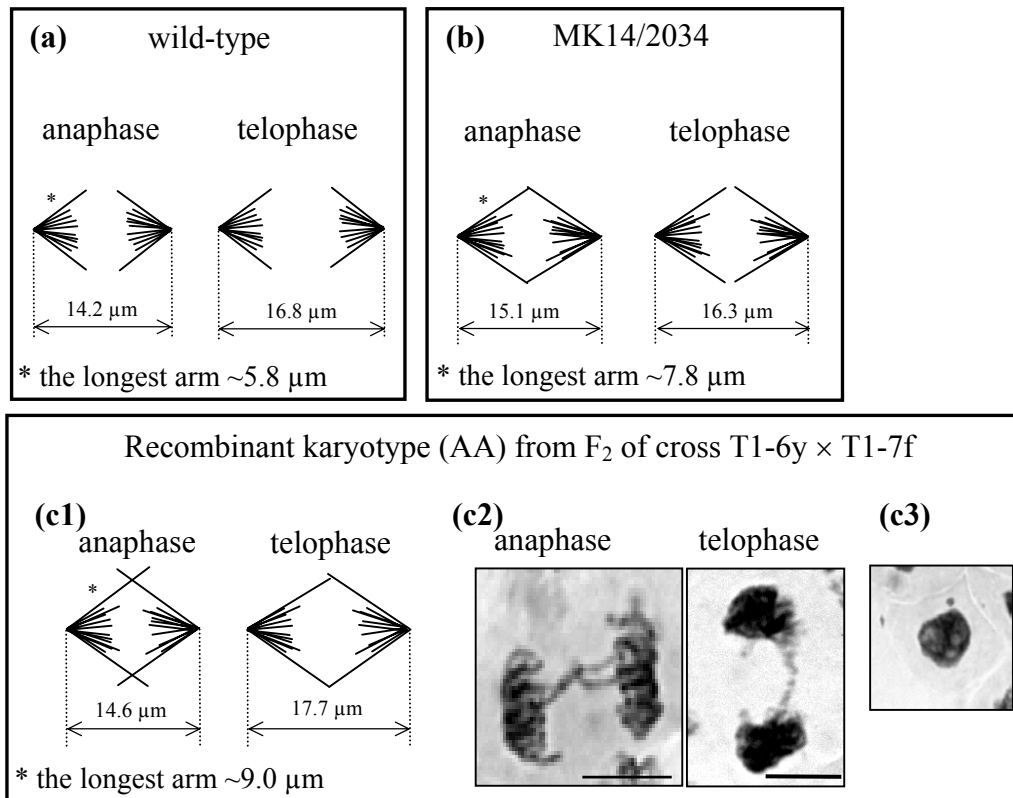 (a) wild-type
anaphase telophase
*
14.2 µm 16.8 µm
* the longest arm ~5.8 µm
(b) MK14/2034
anaphase telophase
*
15.1 µm 16.3 µm
* the longest arm ~7.8 µm
Recombinant karyotype (AA) from F₂ of cross T1-6y × T1-7f
(c1)
anaphase telophase
*
14.6 µm 17.7 µm
* the longest arm ~9.0 µm
(c2)
anaphase telophase
(c3)